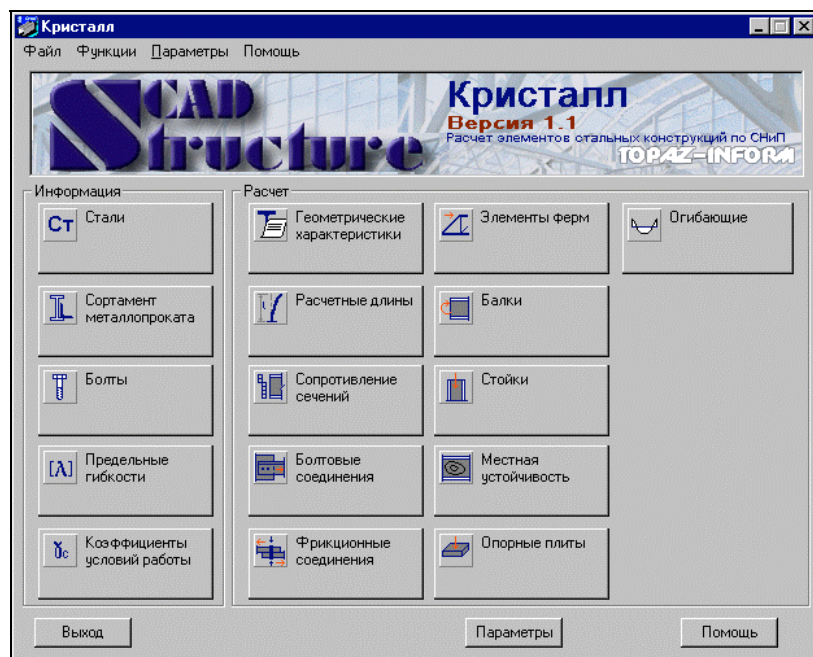 Кристалл
Файл Функции Параметры Помощь
SCAD
Structure
Кристалл
Версия 1.1
Расчет элементов стальных конструкций по СНиП
TOPAZ-INFORM
Информация
Расчет
Ст
Стали
Геометрические
характеристики
Элементы ферм
Огибающие
Сортамент
металлопроката
Расчетные длины
Балки
Болты
Сопротивление
сечений
Стойки
[λ]
Предельные
гибкости
Болтовые
соединения
Местная
устойчивость
γc
Коэффициенты
условий работы
Фрикционные
соединения
Опорные плиты
Выход
Параметры
Помощь